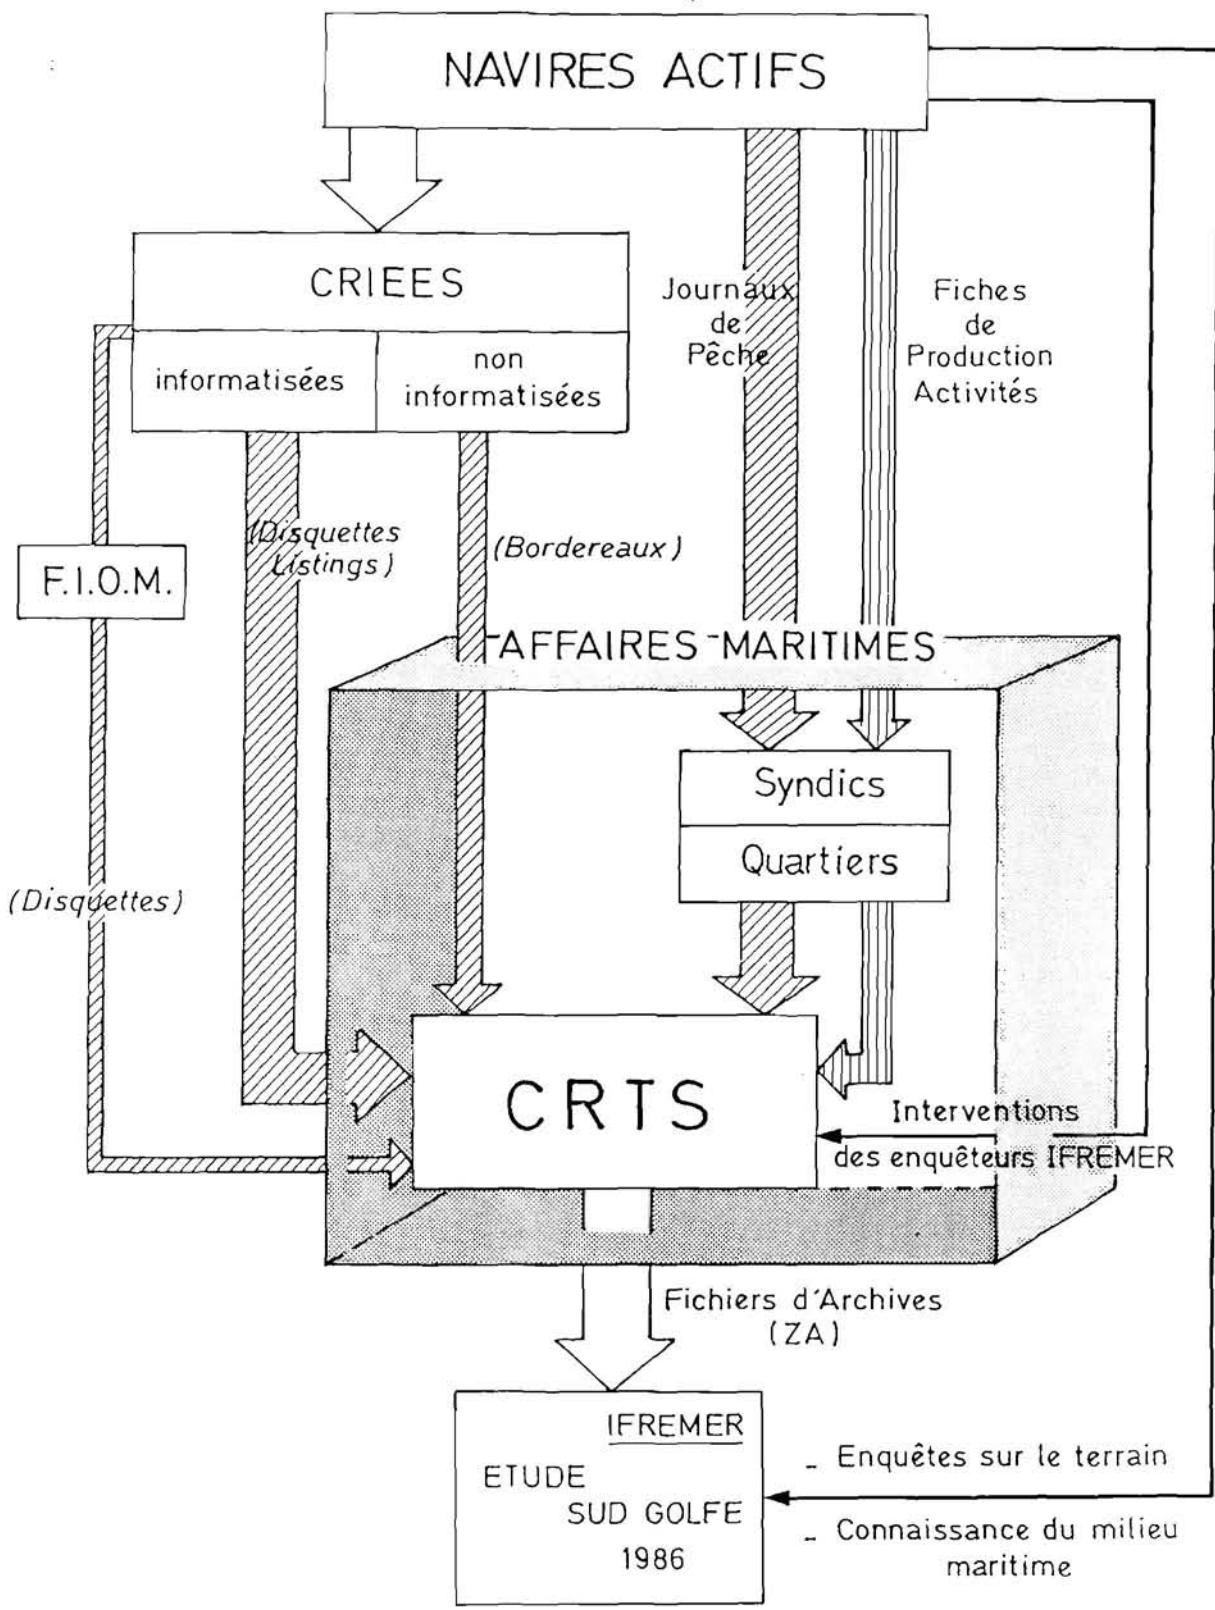 NAVIRES ACTIFS
CRIEES
informatisées
non
informatisées
Journaux
de
Pêche
Fiches
de
Production
Activités
(Disquettes
Listings)
(Bordereaux)
F.I.O.M.
AFFAIRES MARITIMES
Syndics
Quartiers
(Disquettes)
CRTS
Interventions
des enquêteurs IFREMER
Fichiers d'Archives
(ZA)
IFREMER
ETUDE
SUD GOLFE
1986
- Enquêtes sur le terrain
- Connaissance du milieu
maritime